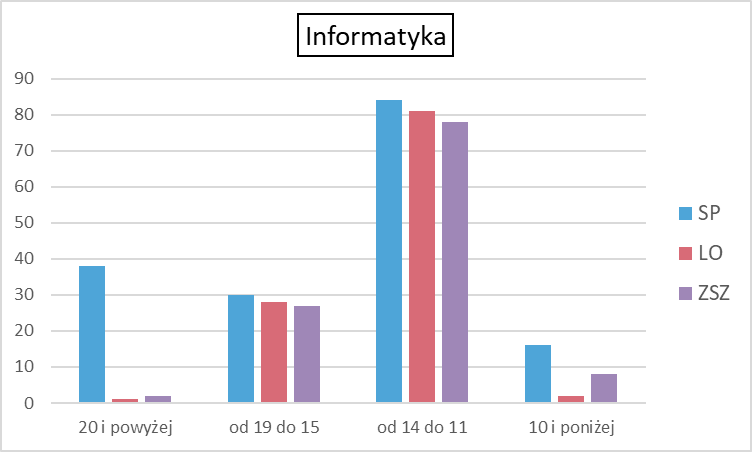 Informatyka
90
80
70
60
50
40
30
20
10
0
20 i powyżej
od 19 do 15
od 14 do 11
10 i poniżej
SP
LO
ZSZ